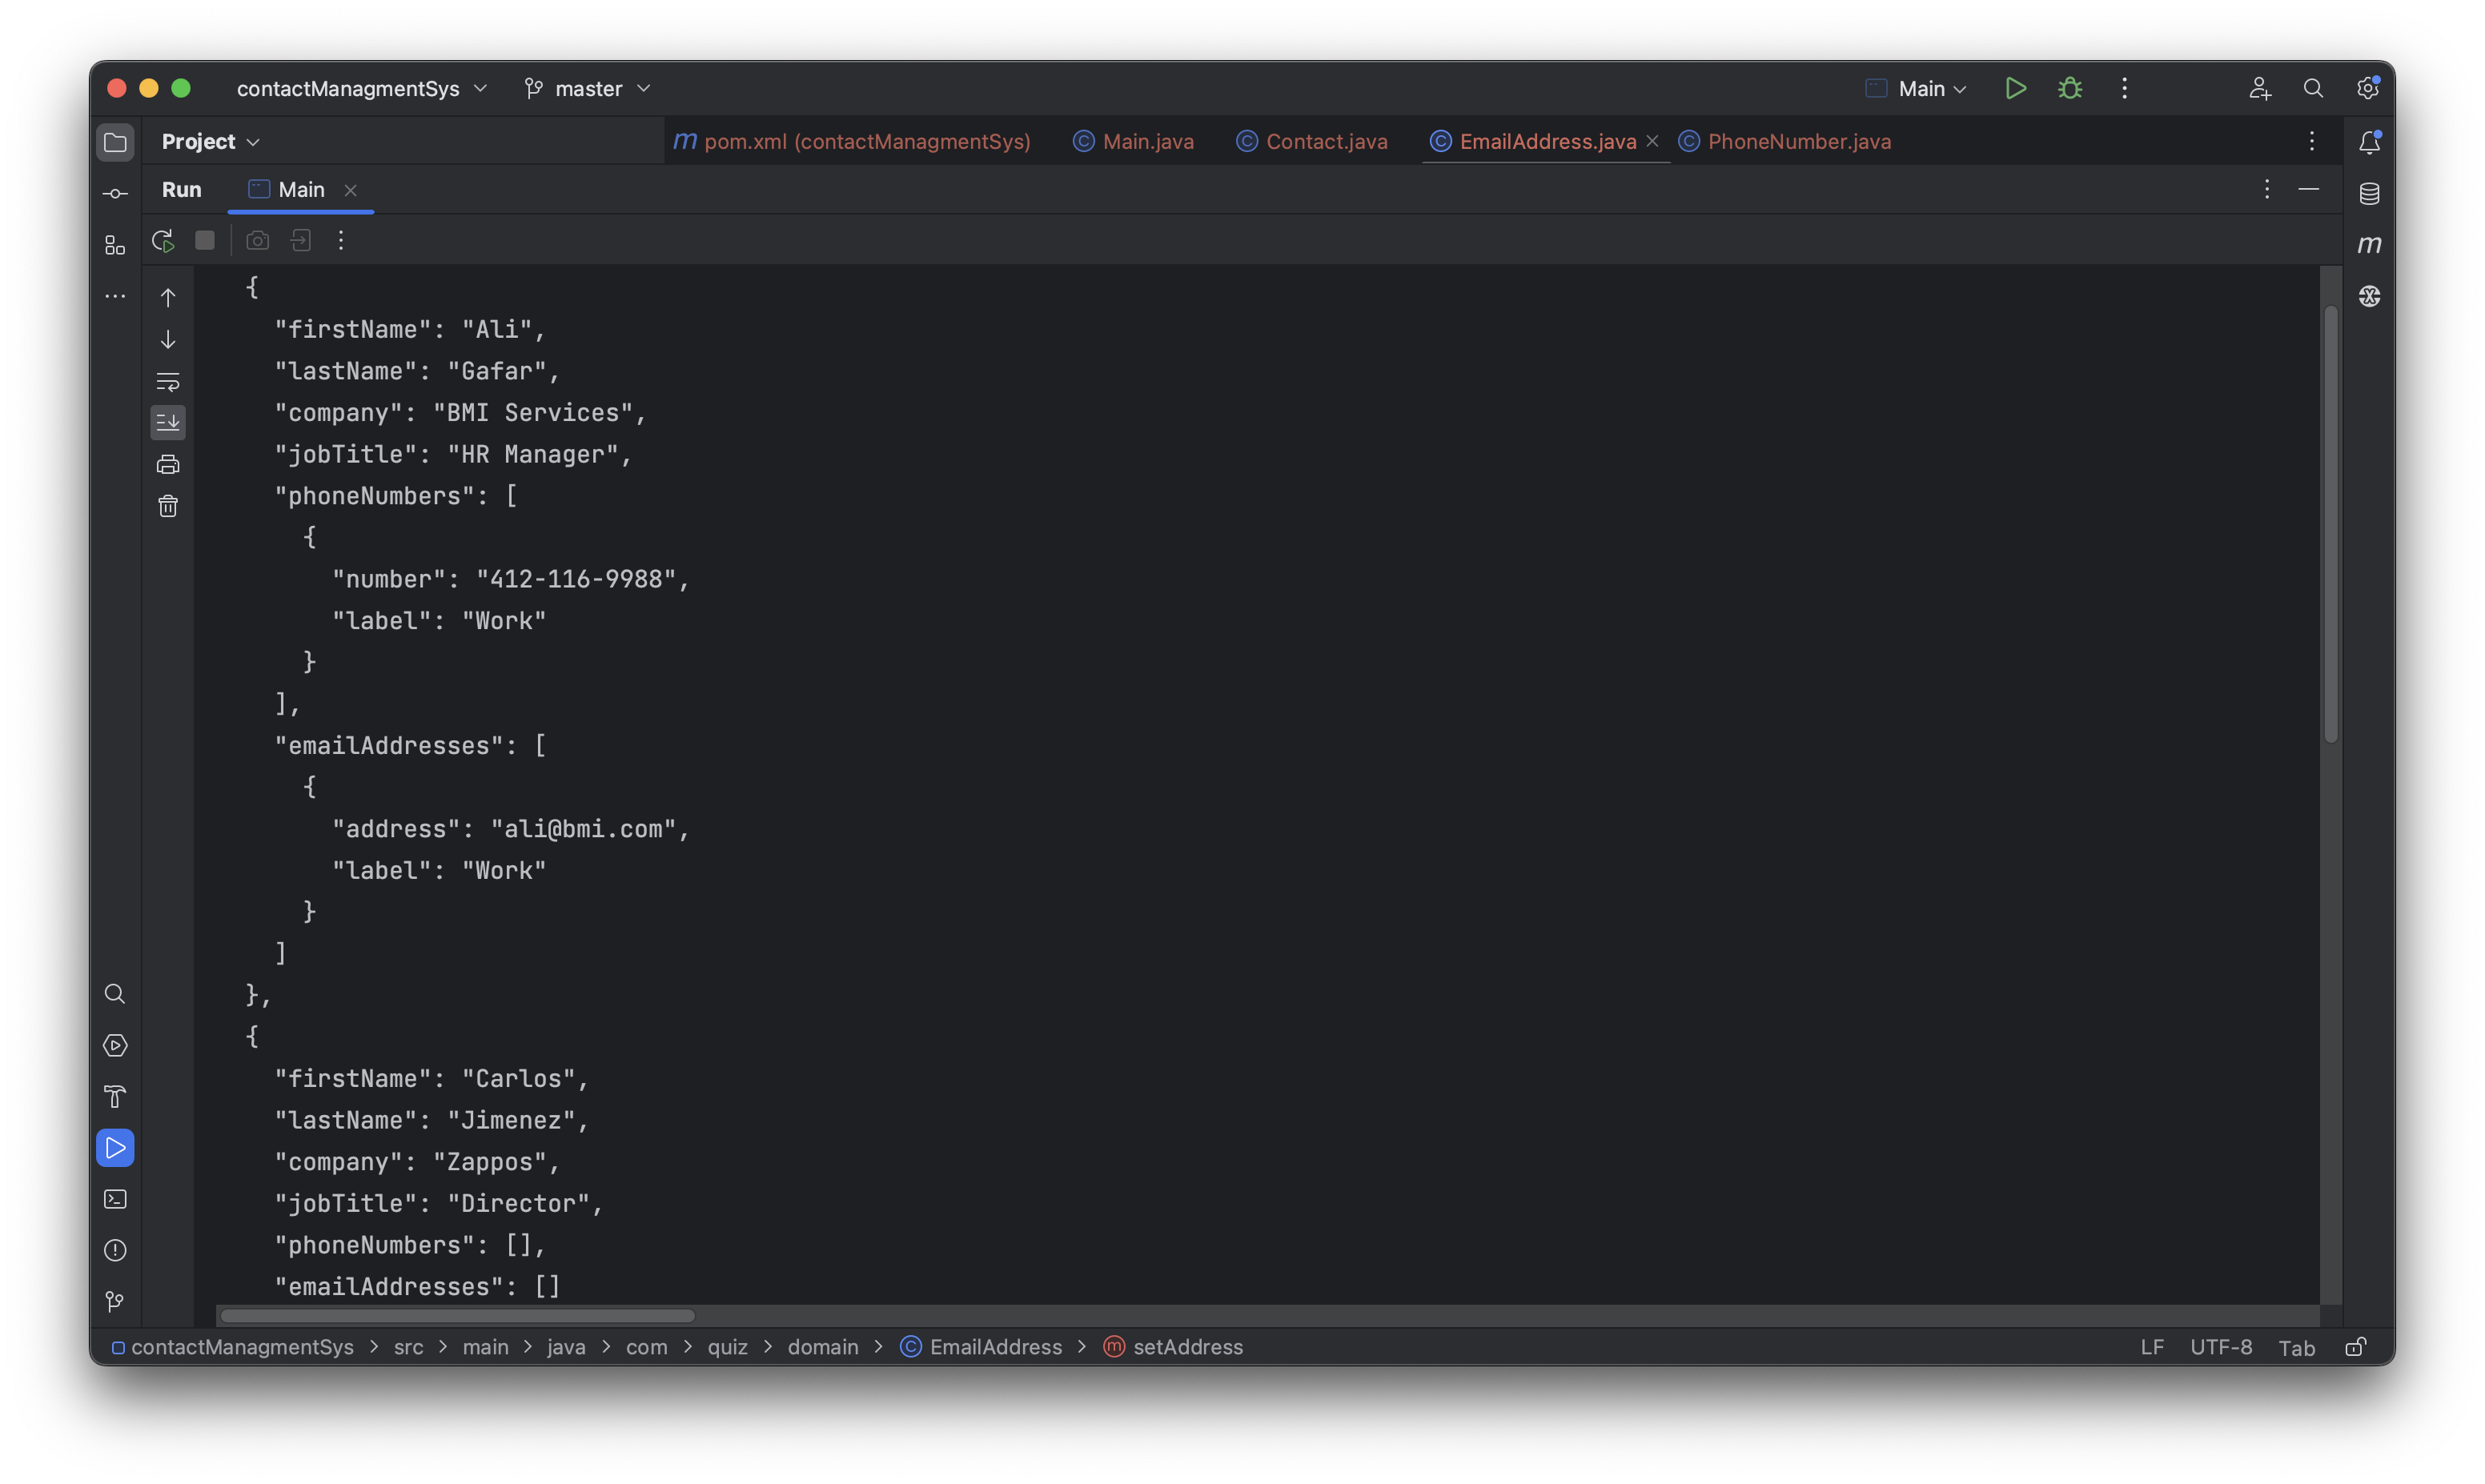 contactManagmentSys master Main
Project pom.xml (contactManagmentSys) Main.java Contact.java EmailAddress.java PhoneNumber.java
Run Main
{
"firstName": "Ali",
"lastName": "Gafar",
"company": "BMI Services",
"jobTitle": "HR Manager",
"phoneNumbers": [
{
"number": "412-116-9988",
"label": "Work"
}
],
"emailAddresses": [
{
"address": "ali@bmi.com",
"label": "Work"
}
]
},
{
"firstName": "Carlos",
"lastName": "Jimenez",
"company": "Zappos",
"jobTitle": "Director",
"phoneNumbers": [],
"emailAddresses": []
contactManagmentSys > src > main > java > com > quiz > domain > EmailAddress > setAddress LF UTF-8 Tab